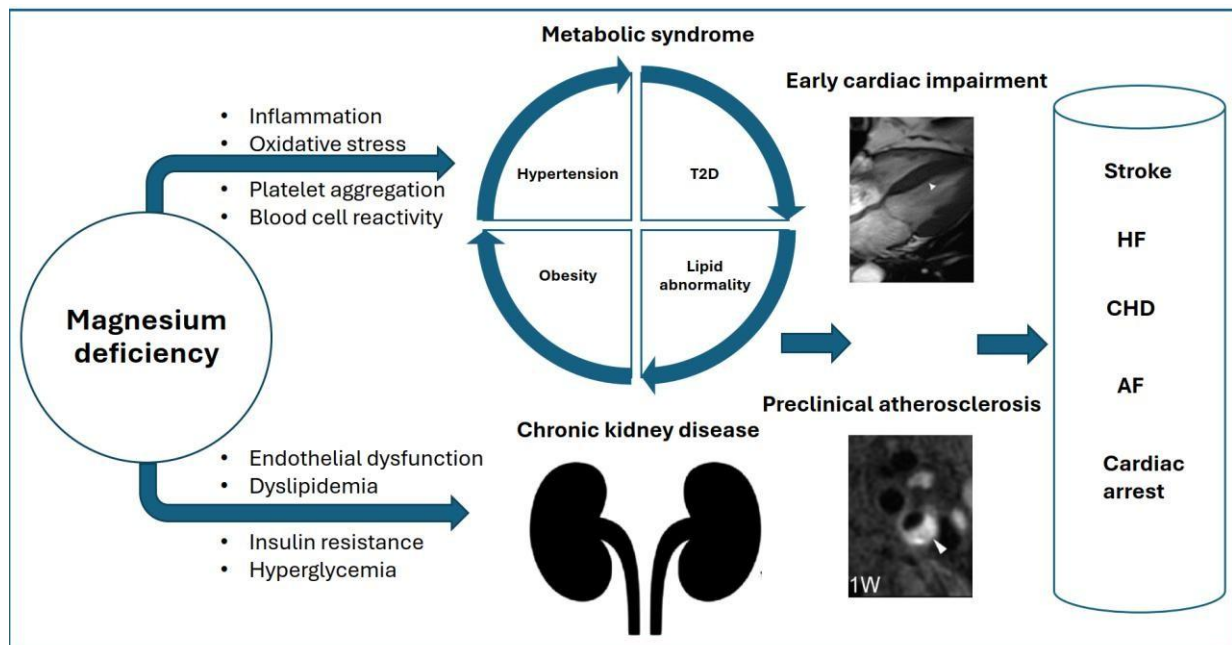 Metabolic syndrome
Early cardiac impairment
• Inflammation
• Oxidative stress
• Platelet aggregation
• Blood cell reactivity
Hypertension
T2D
Obesity
Lipid
abnormality
Magnesium
deficiency
Stroke
HF
CHD
AF
Cardiac
arrest
Preclinical atherosclerosis
Chronic kidney disease
• Endothelial dysfunction
• Dyslipidemia
• Insulin resistance
• Hyperglycemia
1W